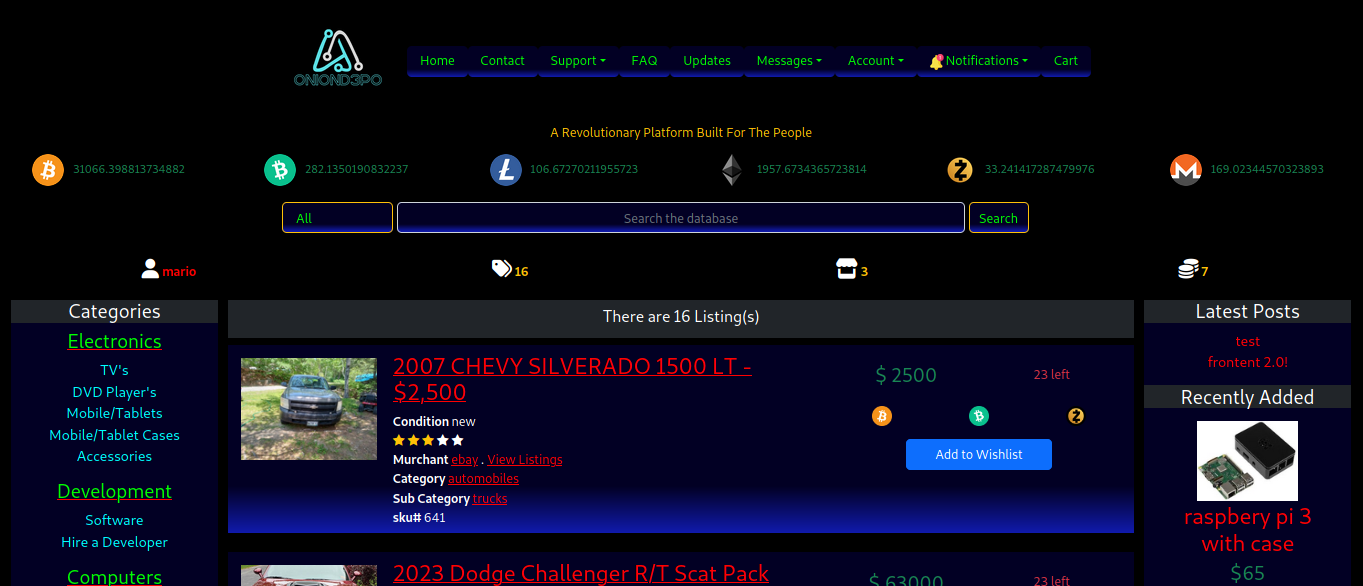 ONIOND3PO
Home Contact Support FAQ Updates Messages Account Notifications Cart
A Revolutionary Platform Built For The People
31066.398813734882 282.1350190832237 106.67270211955723 1957.6734365723814 33.241417287479976 169.02344570323893
All Search the database Search
mario 16 3 7
Categories
Electronics
TV's
DVD Player's
Mobile/Tablets
Mobile/Tablet Cases
Accessories
Development
Software
Hire a Developer
Computers
There are 16 Listing(s)
2007 CHEVY SILVERADO 1500 LT -
$2,500
Condition new
Murchant ebay . View Listings
Category automobiles
Sub Category trucks
sku# 641
$ 2500 23 left
Add to Wishlist
2023 Dodge Challenger R/T Scat Pack
$ 63000 23 left
Latest Posts
test
frontent 2.0!
Recently Added
raspbery pi 3
with case
$65